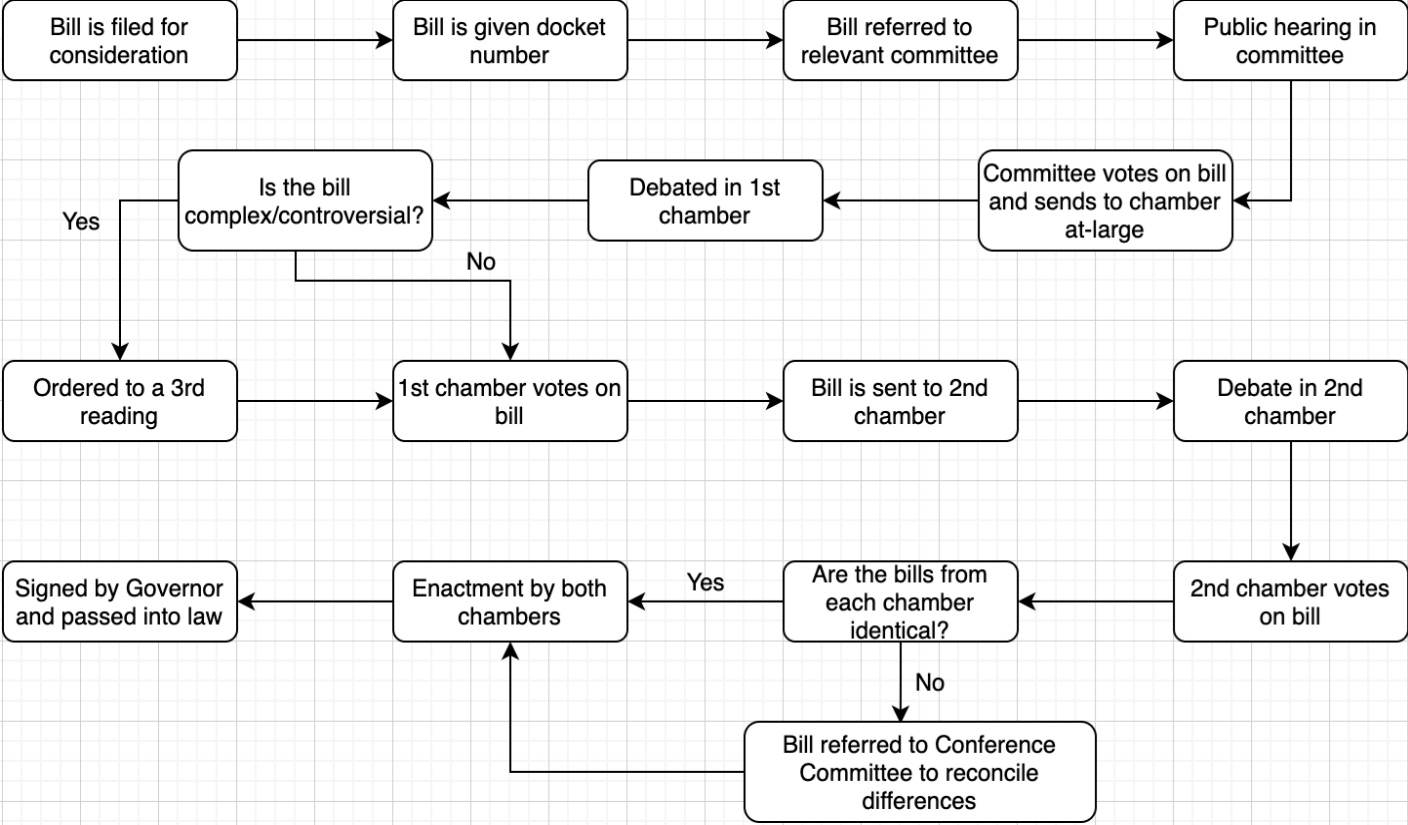 Bill is filed for
consideration
Bill is given docket
number
Bill referred to
relevant committee
Public hearing in
committee
Is the bill
complex/controversial?
Debated in 1st
chamber
Committee votes on bill
and sends to chamber
at-large
Yes
No
Ordered to a 3rd
reading
1st chamber votes on
bill
Bill is sent to 2nd
chamber
Debate in 2nd
chamber
Signed by Governor
and passed into law
Enactment by both
chambers
Yes
Are the bills from
each chamber
identical?
2nd chamber votes
on bill
No
Bill referred to Conference
Committee to reconcile
differences